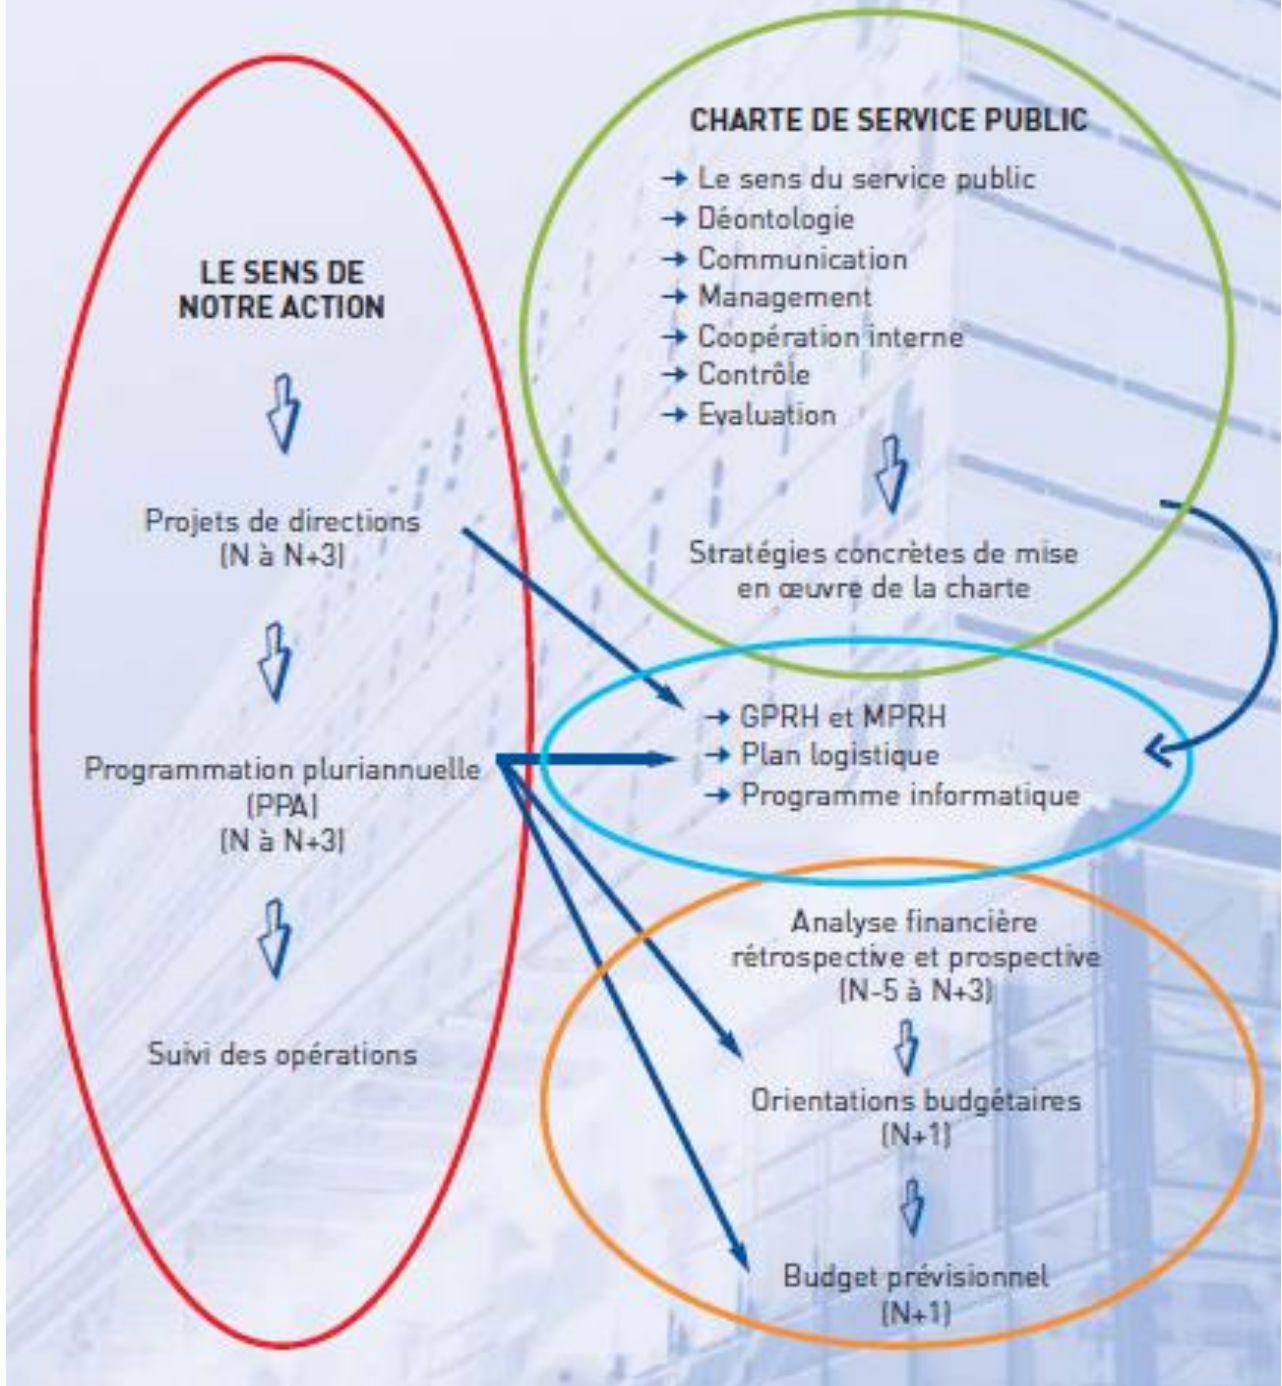 LE SENS DE
NOTRE ACTION
Projets de directions
(N à N+3)
Programmation pluriannuelle
(PPA)
(N à N+3)
Suivi des opérations
CHARTE DE SERVICE PUBLIC
→ Le sens du service public
→ Déontologie
→ Communication
→ Management
→ Coopération interne
→ Contrôle
→ Evaluation
Stratégies concrètes de mise
en œuvre de la charte
→ GPRH et MPRH
→ Plan logistique
→ Programme informatique
Analyse financière
rétrospective et prospective
(N-5 à N+3)
Orientations budgétaires
(N+1)
Budget prévisionnel
(N+1)